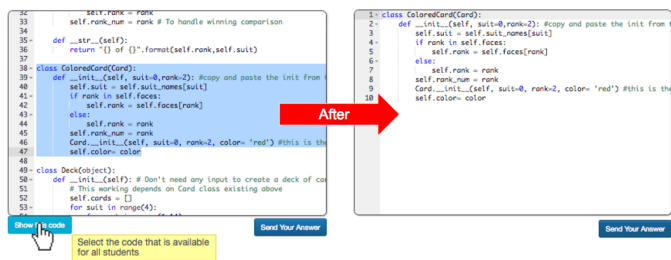 32 self.rank = rank
33 self.rank_num = rank # To handle winning comparison
34
35 def __str__(self):
36 return "{} of {}".format(self.rank,self.suit)
37
38 class ColoredCard(Card):
39 def __init__(self, suit=0,rank=2): #copy and paste the init from
40 self.suit = self.suit_names[suit]
41 if rank in self.faces:
42 self.rank = self.faces[rank]
43 else:
44 self.rank = rank
45 self.rank_num = rank
46 Card.__init__(self, suit=0, rank=2, color= 'red') #this is the
47 self.color= color
48
49 class Deck(object):
50 def __init__(self): # Don't need any input to create a deck of
51 # This working depends on Card class existing above
52 self.cards = []
53 for suit in range(4):
Show this code
Send Your Answer
Select the code that is available
for all students
After
1 class ColoredCard(Card):
2 def __init__(self, suit=0,rank=2): #copy and paste the init from
3 self.suit = self.suit_names[suit]
4 if rank in self.faces:
5 self.rank = self.faces[rank]
6 else:
7 self.rank = rank
8 self.rank_num = rank
9 Card.__init__(self, suit=0, rank=2, color= 'red') #this is the
10 self.color= color
Send Your Answer